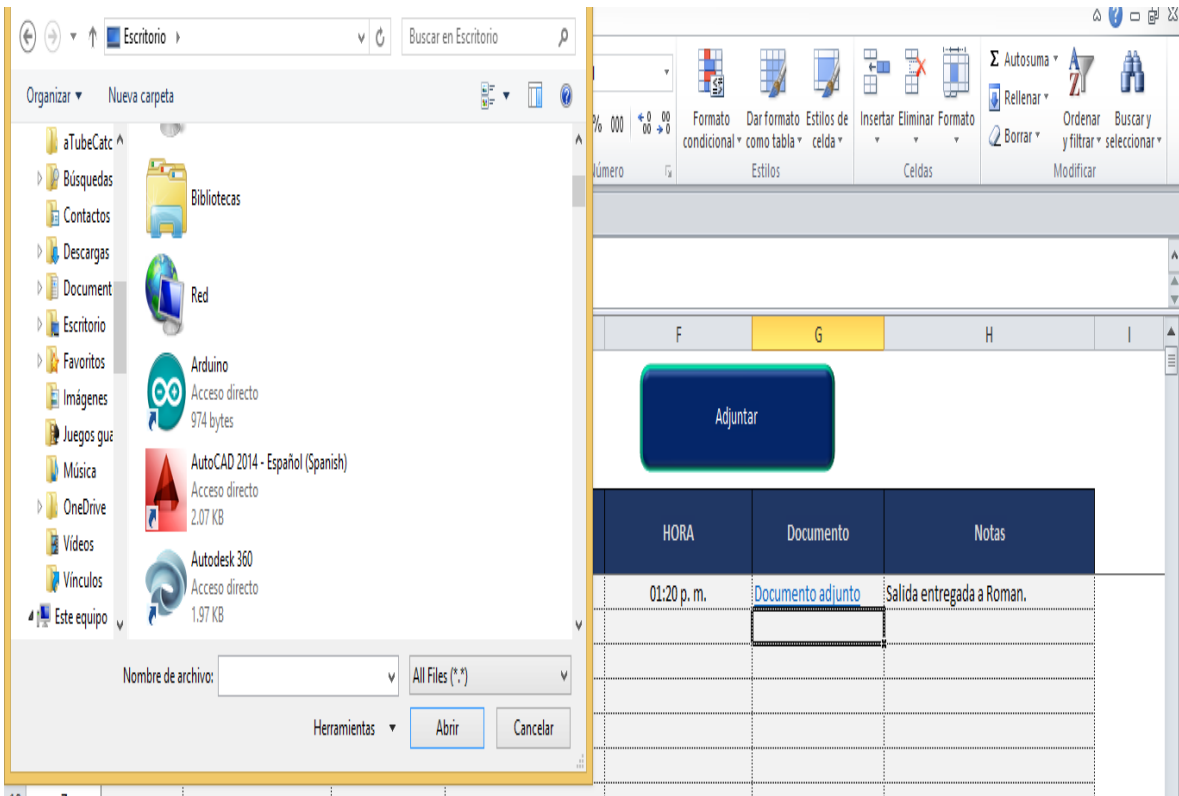 Escritorio
Buscar en Escritorio
Organizar
Nueva carpeta
aTubeCatc
Búsquedas
Contactos
Descargas
Document
Escritorio
Favoritos
Imágenes
Juegos gua
Música
OneDrive
Vídeos
Vínculos
Este equipo
Bibliotecas
Red
Arduino
Acceso directo
974 bytes
AutoCAD 2014 - Español (Spanish)
Acceso directo
2.07 KB
Autodesk 360
Acceso directo
1.97 KB
Nombre de archivo:
All Files (*.*)
Herramientas
Abrir
Cancelar
% 000
Formato condicional
Dar formato como tabla
Estilos de celda
Estilos
Insertar Eliminar Formato
Celdas
Σ Autosuma
Rellenar
Borrar
Ordenar y filtrar
Buscar y seleccionar
Modificar
F G H I
Adjuntar
HORA Documento Notas
01:20 p. m. Documento adjunto Salida entregada a Roman.